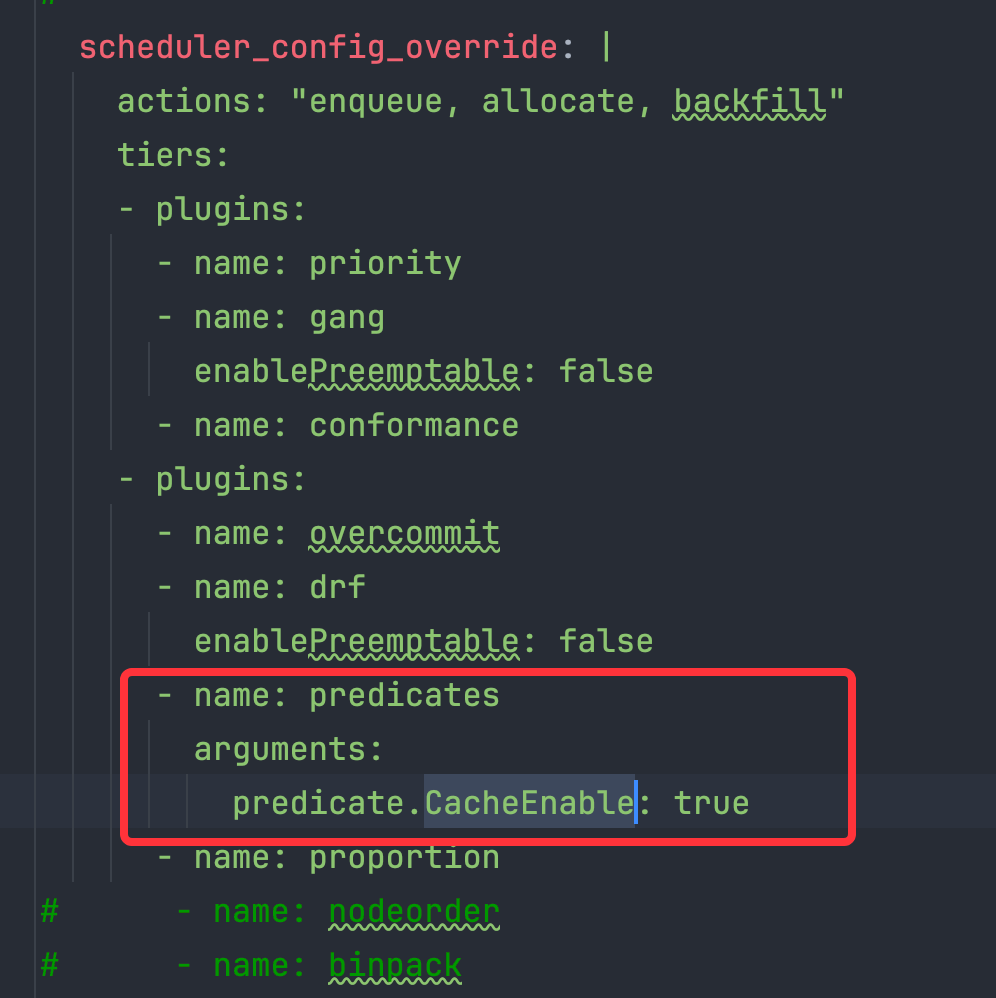 scheduler_config_override: |
actions: "enqueue, allocate, backfill"
tiers:
- plugins:
- name: priority
- name: gang
enablePreemptable: false
- name: conformance
- plugins:
- name: overcommit
- name: drf
enablePreemptable: false
- name: predicates
arguments:
predicate.CacheEnable: true
- name: proportion
# - name: nodeorder
# - name: binpack